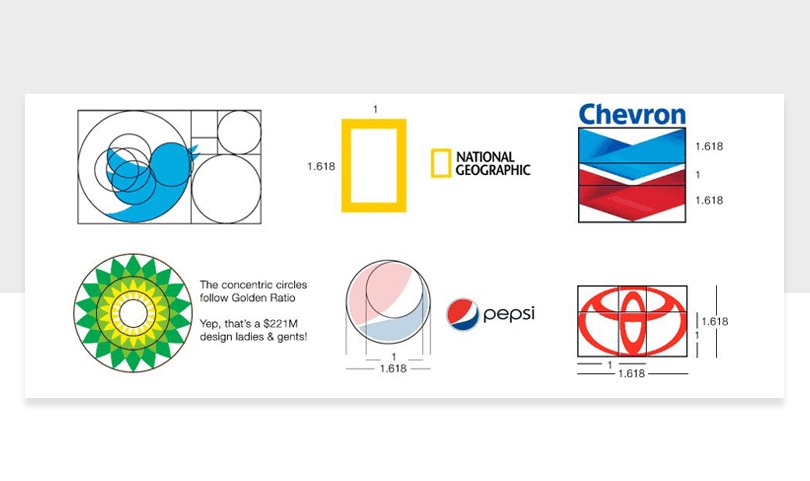 1
1.618
NATIONAL
GEOGRAPHIC
Chevron
1.618
1
1.618
The concentric circles
follow Golden Ratio
Yep, that's a $221M
design ladies & gents!
1
1.618
pepsi
1.618
1
1
1.618